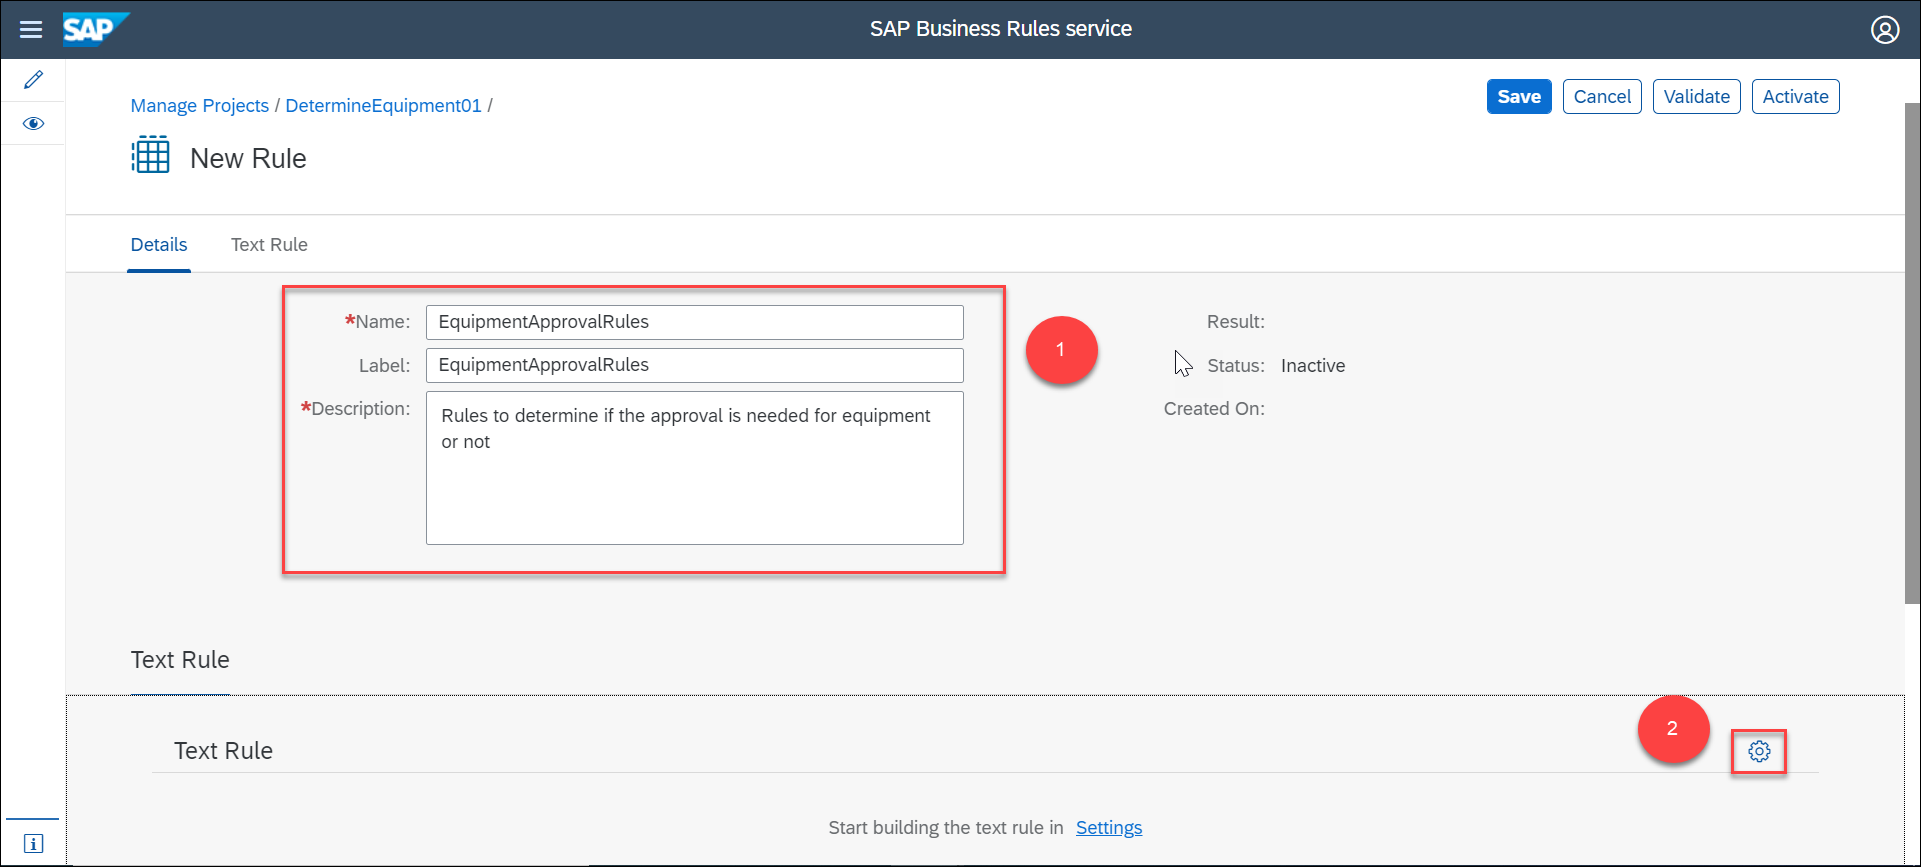 SAP
SAP Business Rules service
Manage Projects / DetermineEquipment01 /
Save
Cancel
Validate
Activate
New Rule
Details
Text Rule
*Name: EquipmentApprovalRules
Label: EquipmentApprovalRules
*Description: Rules to determine if the approval is needed for equipment
or not
1
Result:
Status: Inactive
Created On:
Text Rule
2
Text Rule
Start building the text rule in Settings